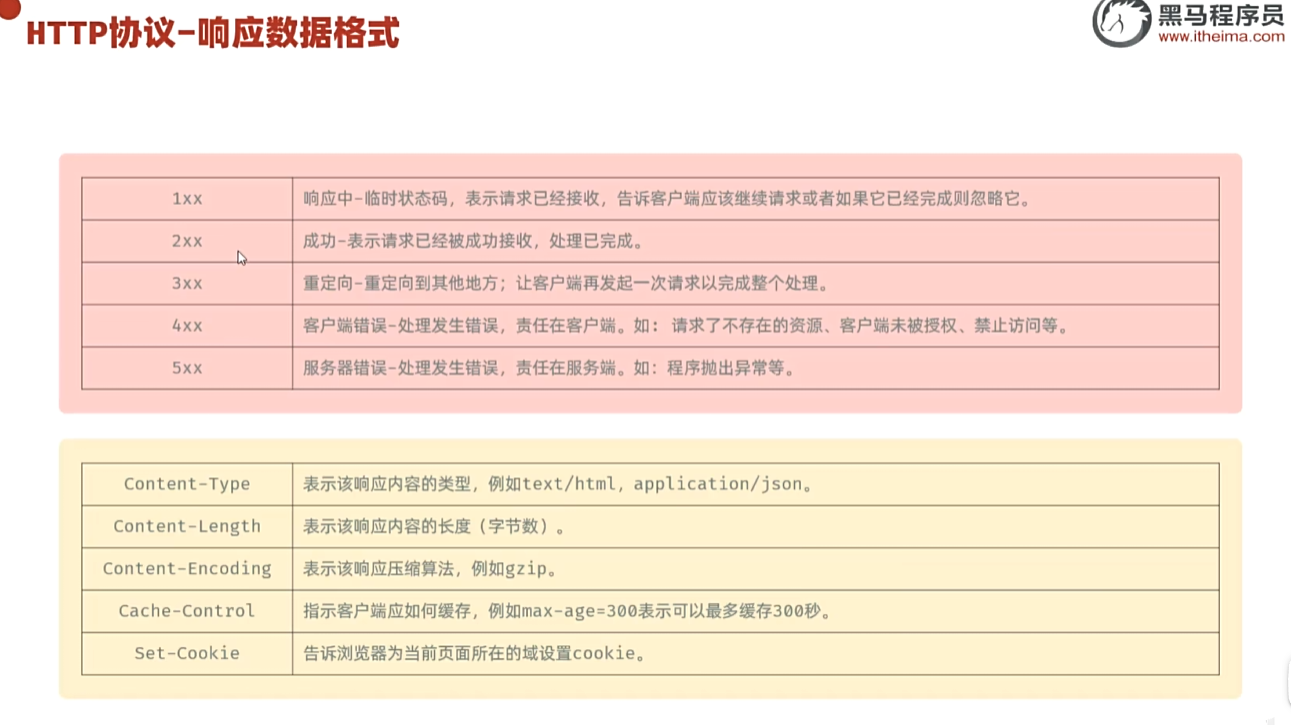 HTTP协议-响应数据格式
黑马程序员
www.itheima.com
1xx 响应中-临时状态码，表示请求已经接收，告诉客户端应该继续请求或者如果它已经完成则忽略它。
2xx 成功-表示请求已经被成功接收，处理已完成。
3xx 重定向-重定向到其他地方；让客户端再发起一次请求以完成整个处理。
4xx 客户端错误-处理发生错误，责任在客户端。如： 请求了不存在的资源、客户端未被授权、禁止访问等。
5xx 服务器错误-处理发生错误，责任在服务端。如：程序抛出异常等。
Content-Type 表示该响应内容的类型，例如text/html，application/json。
Content-Length 表示该响应内容的长度（字节数）。
Content-Encoding 表示该响应压缩算法，例如gzip。
Cache-Control 指示客户端应如何缓存，例如max-age=300表示可以最多缓存300秒。
Set-Cookie 告诉浏览器为当前页面所在的域设置cookie。